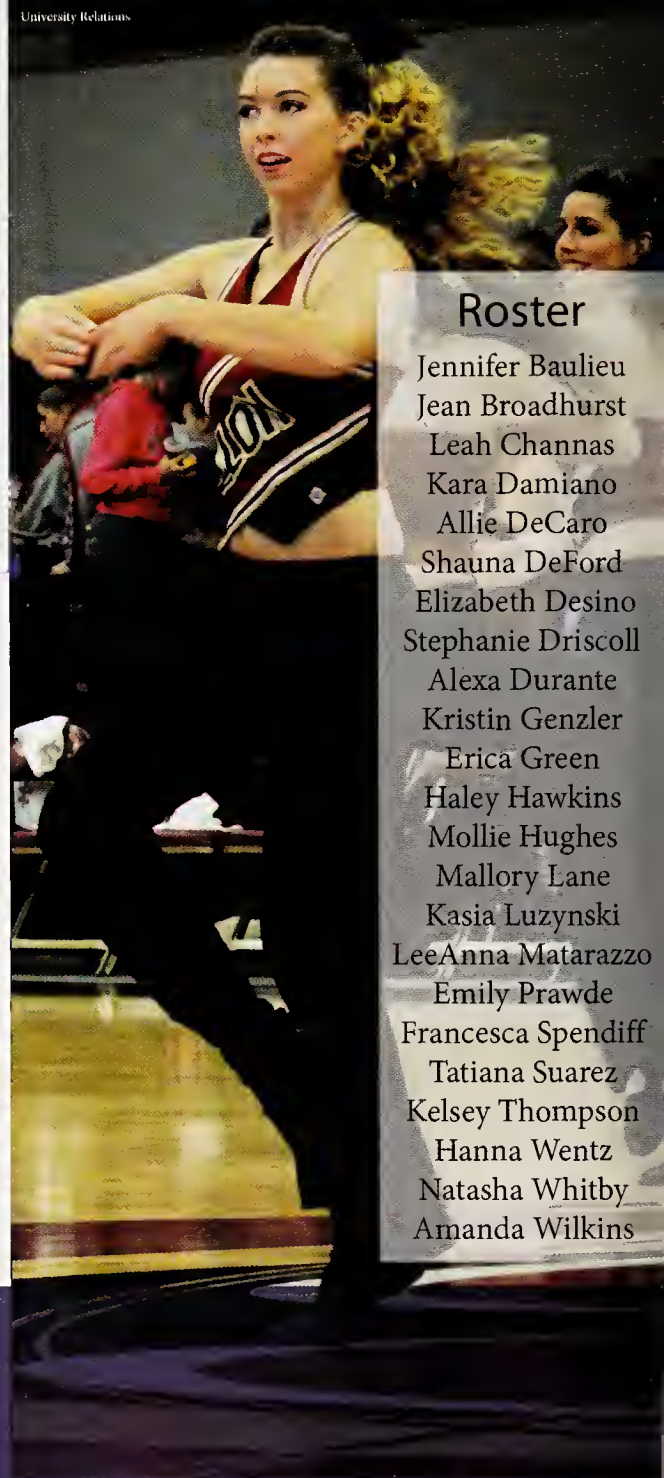 University Relations
LON
Roster
Jennifer Baulieu
Jean Broadhurst
Leah Channas
Kara Damiano
Allie DeCaro
Shauna DeFord
Elizabeth Desino
Stephanie Driscoll
Alexa Durante
Kristin Genzler
Erica Green
Haley Hawkins
Mollie Hughes
Mallory Lane
Kasia Luzynski
LeeAnna Matarazzo
Emily Prawde
Francesca Spendiff
Tatiana Suarez
Kelsey Thompson
Hanna Wentz
Natasha Whitby
Amanda Wilkins